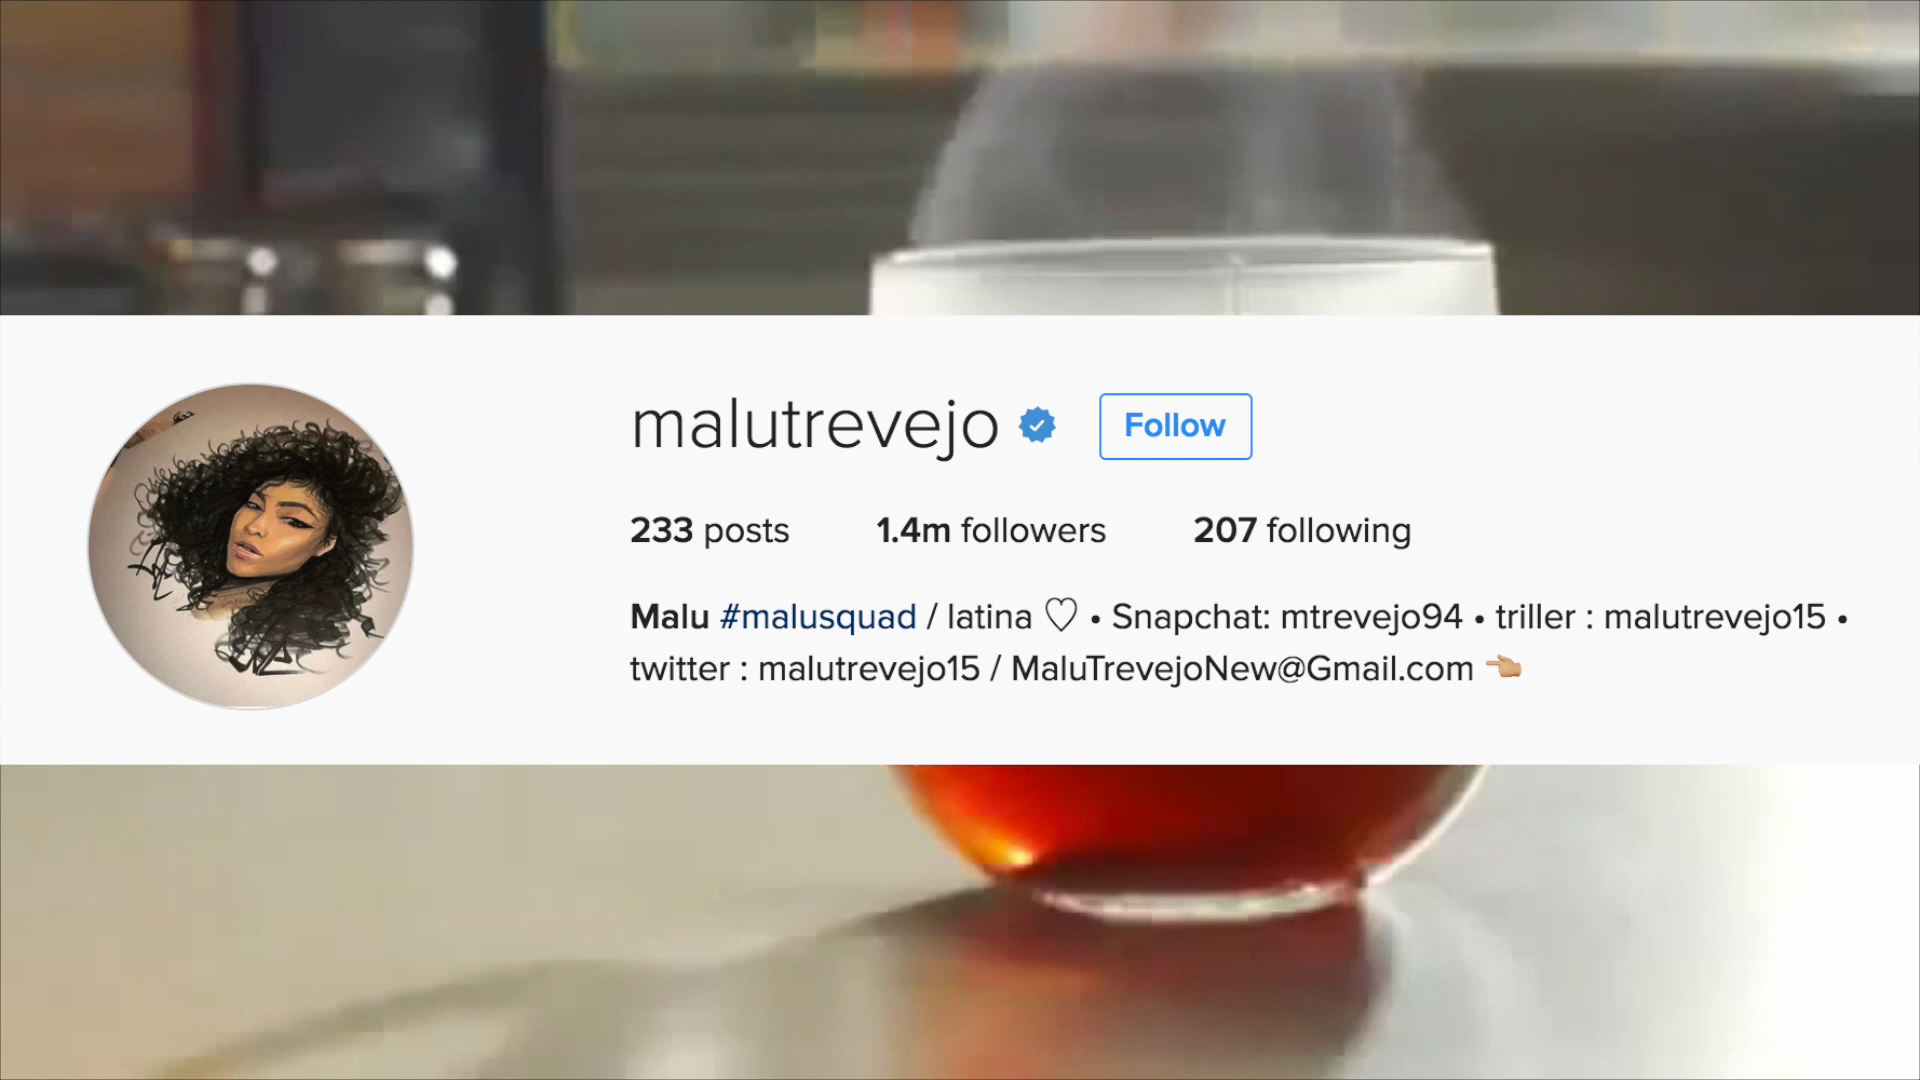 malutrevejo Follow
233 posts 1.4m followers 207 following
Malu #malusquad / latina ♡ • Snapchat: mtrevejo94 • triller : malutrevejo15 •
twitter : malutrevejo15 / MaluTrevejoNew@Gmail.com 👈🏼